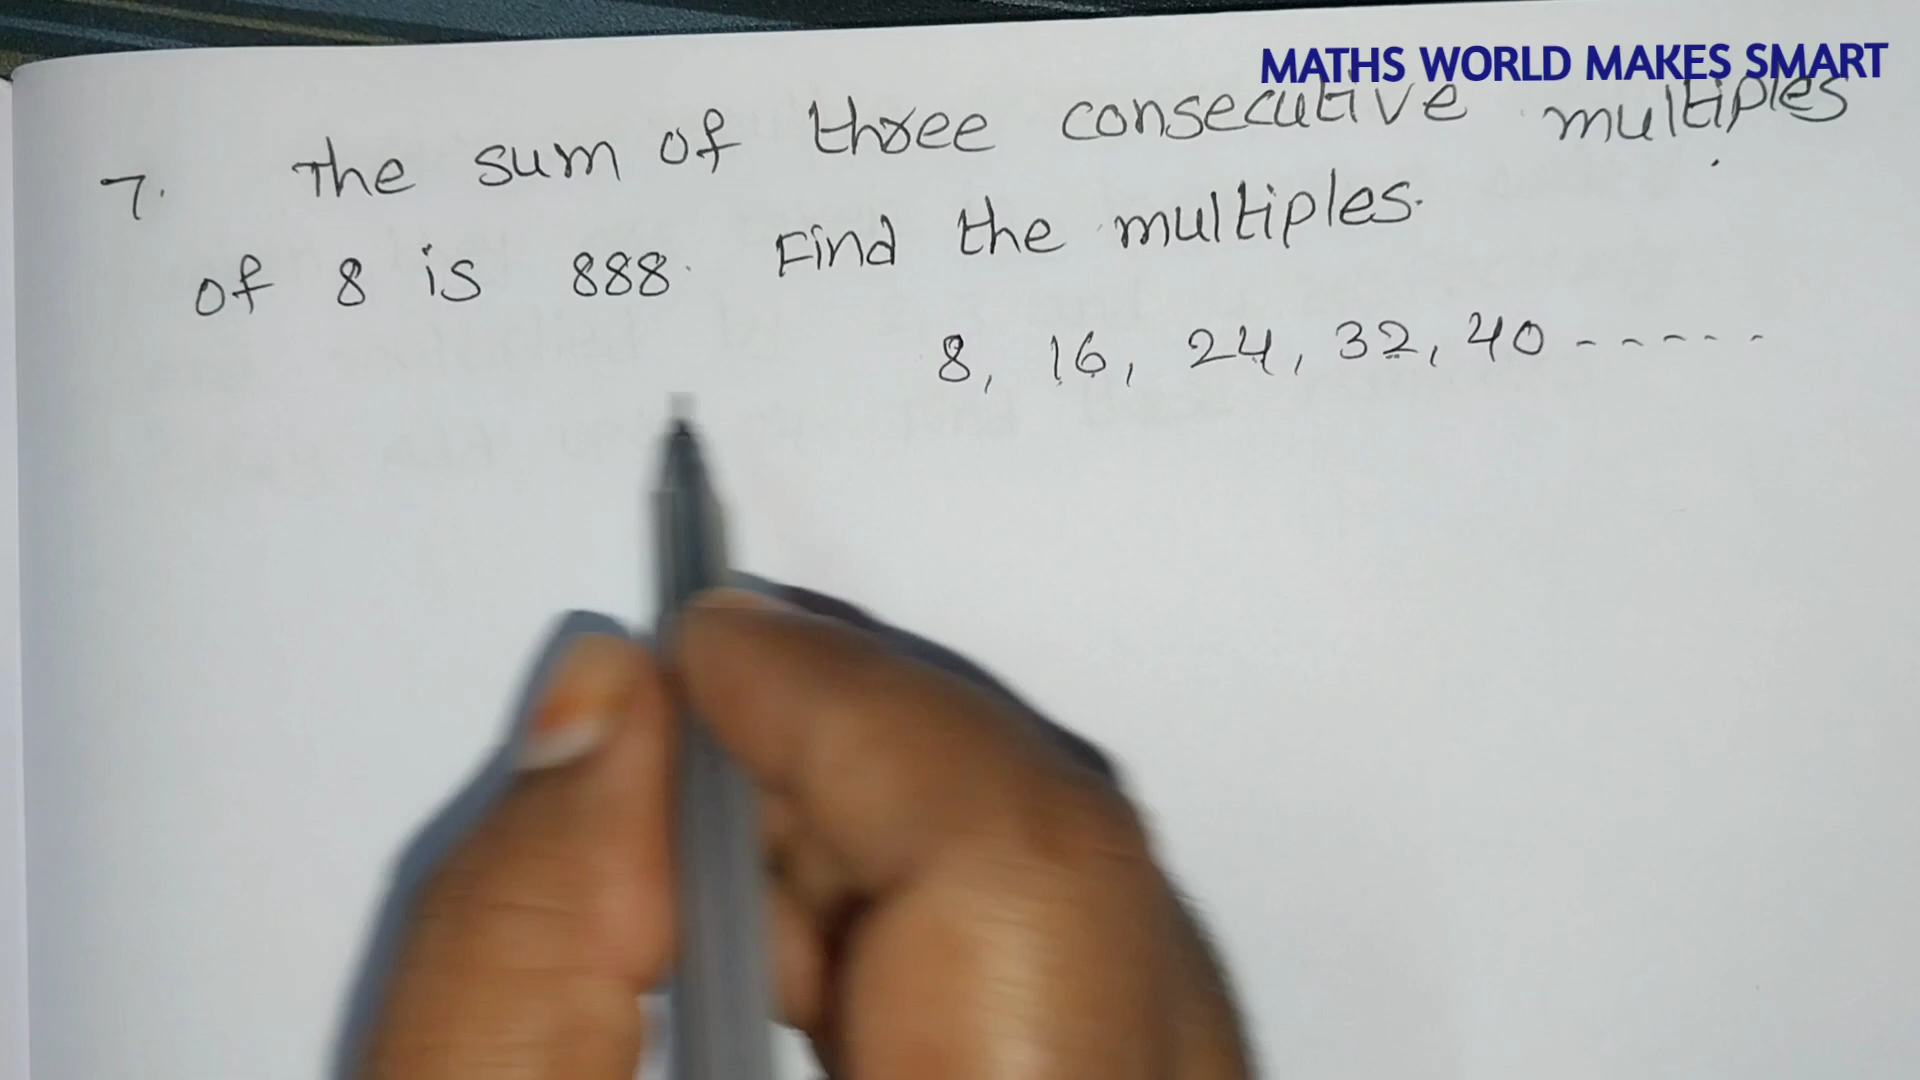 MATHS WORLD MAKES SMART
7. The sum of three consecutive multiples
of 8 is 888. Find the multiples.
8, 16, 24, 32, 40 -----